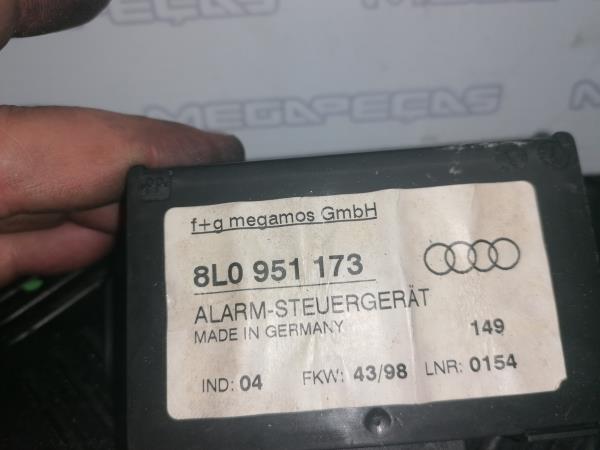 MEGAPEÇAS
f+g megamos GmbH
8L0 951 173
ALARM-STEUERGERÄT
MADE IN GERMANY 149
IND: 04 FKW: 43/98 LNR: 0154